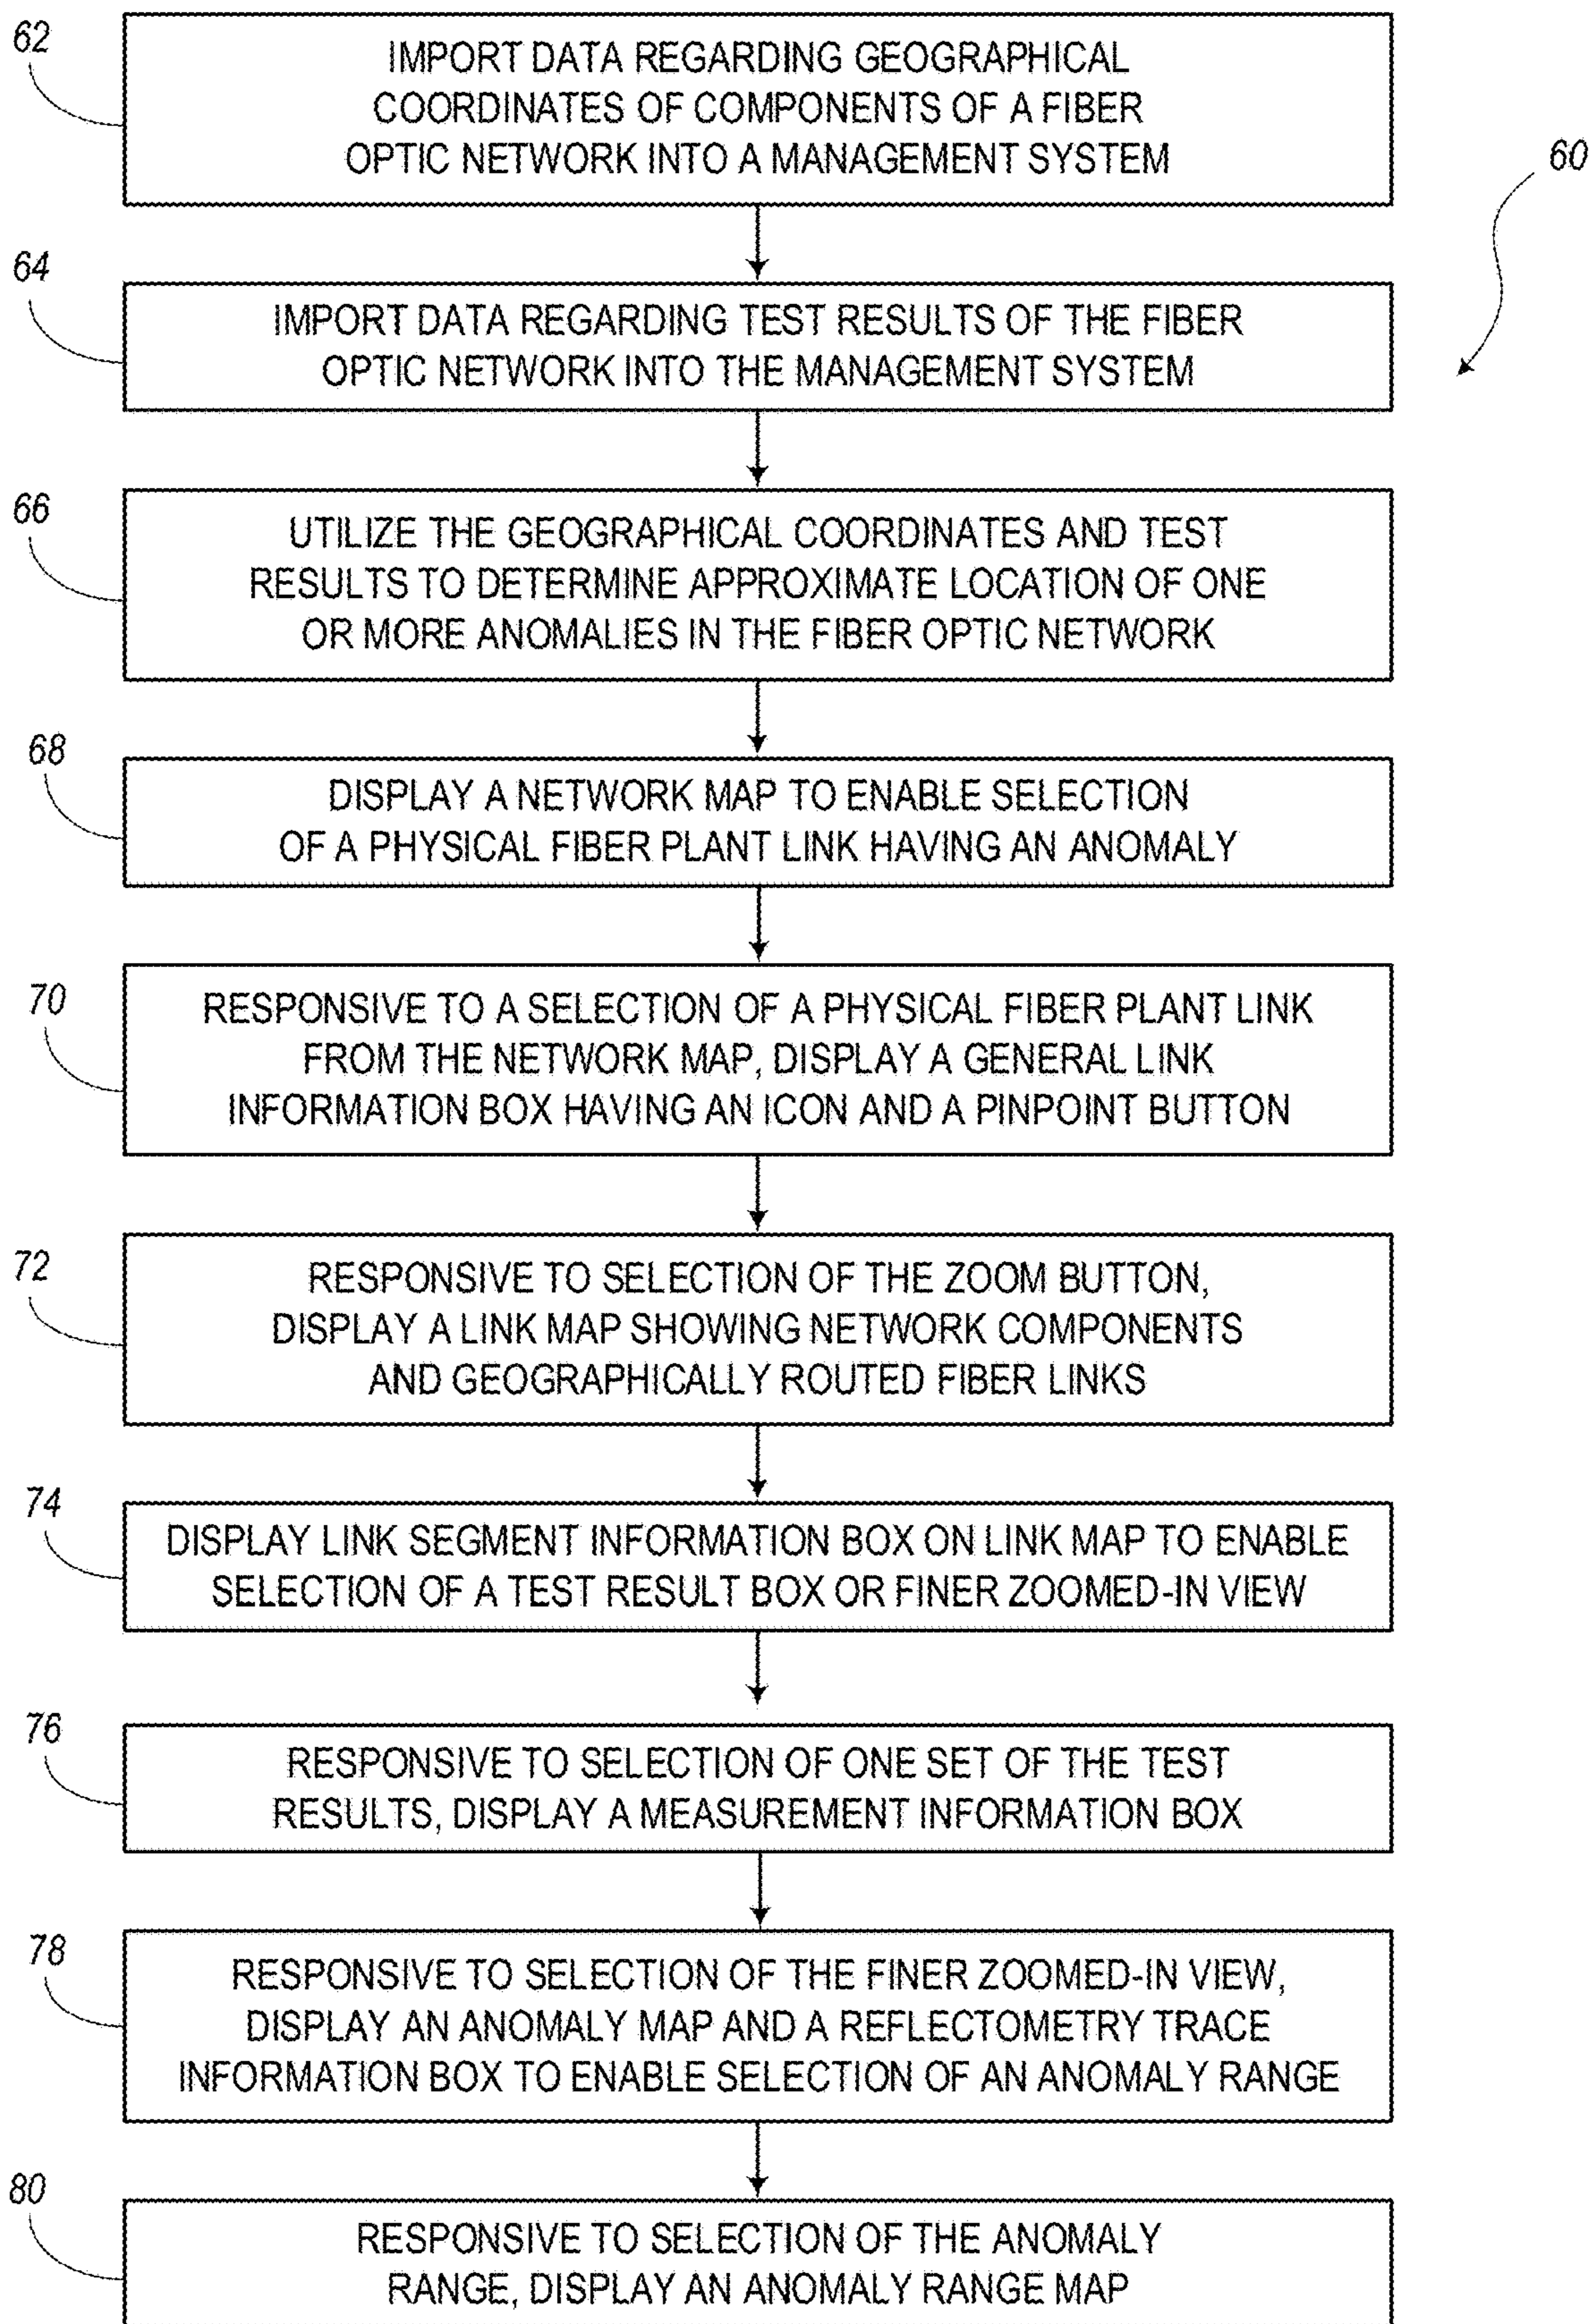 62
IMPORT DATA REGARDING GEOGRAPHICAL
COORDINATES OF COMPONENTS OF A FIBER
OPTIC NETWORK INTO A MANAGEMENT SYSTEM
60
64
IMPORT DATA REGARDING TEST RESULTS OF THE FIBER
OPTIC NETWORK INTO THE MANAGEMENT SYSTEM
66
UTILIZE THE GEOGRAPHICAL COORDINATES AND TEST
RESULTS TO DETERMINE APPROXIMATE LOCATION OF ONE
OR MORE ANOMALIES IN THE FIBER OPTIC NETWORK
68
DISPLAY A NETWORK MAP TO ENABLE SELECTION
OF A PHYSICAL FIBER PLANT LINK HAVING AN ANOMALY
70
RESPONSIVE TO A SELECTION OF A PHYSICAL FIBER PLANT LINK
FROM THE NETWORK MAP, DISPLAY A GENERAL LINK
INFORMATION BOX HAVING AN ICON AND A PINPOINT BUTTON
72
RESPONSIVE TO SELECTION OF THE ZOOM BUTTON,
DISPLAY A LINK MAP SHOWING NETWORK COMPONENTS
AND GEOGRAPHICALLY ROUTED FIBER LINKS
74
DISPLAY LINK SEGMENT INFORMATION BOX ON LINK MAP TO ENABLE
SELECTION OF A TEST RESULT BOX OR FINER ZOOMED-IN VIEW
76
RESPONSIVE TO SELECTION OF ONE SET OF THE TEST
RESULTS, DISPLAY A MEASUREMENT INFORMATION BOX
78
RESPONSIVE TO SELECTION OF THE FINER ZOOMED-IN VIEW,
DISPLAY AN ANOMALY MAP AND A REFLECTOMETRY TRACE
INFORMATION BOX TO ENABLE SELECTION OF AN ANOMALY RANGE
80
RESPONSIVE TO SELECTION OF THE ANOMALY
RANGE, DISPLAY AN ANOMALY RANGE MAP